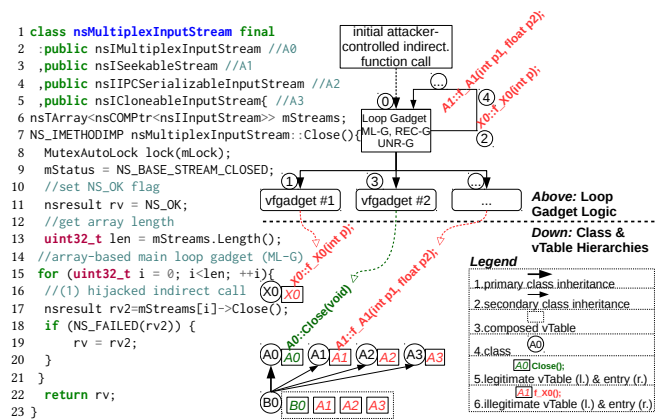 1 class nsMultiplexInputStream final
2 :public nsIMultiplexInputStream //A0
3 ,public nsISeekableStream //A1
4 ,public nsIIPCSerializableInputStream //A2
5 ,public nsICloneableInputStream{ //A3
6 nsTArray<nsCOMPtr<nsIInputStream>> mStreams;
7 NS_IMETHODIMP nsMultiplexInputStream::Close(){
8 MutexAutoLock lock(mLock);
9 mStatus = NS_BASE_STREAM_CLOSED;
10 //set NS_OK flag
11 nsresult rv = NS_OK;
12 //get array length
13 uint32_t len = mStreams.Length();
14 //array-based main loop gadget (ML-G)
15 for (uint32_t i = 0; i<len; ++i){
16 //(1) hijacked indirect call
17 nsresult rv2=mStreams[i]->Close();
18 if (NS_FAILED(rv2)) {
19 rv = rv2;
20 }
21 }
22 return rv;
23 }
initial attacker-
controlled indirect.
function call
...
A1::f_A1(int p1, float p2);
X0::f_X0(int p);
0
4
Loop Gadget
ML-G, REC-G
UNR-G
2
1
3
...
vfgadget #1
vfgadget #2
...
Above: Loop
Gadget Logic
Down: Class &
vTable Hierarchies
X0::f_X0(int p);
A0::Close(void)
A1::f_A1(int p1, float p2);
X0 X0
A0 A0 A1 A1 A2 A2 A3 A3
B0 B0 A1 A2 A3
Legend
1.primary class inheritance
2.secondary class inheritance
3.composed vTable
A0
4.class
A0 Close();
5.legitimate vTable (l.) & entry (r.)
A1 f_X0();
6.illegitimate vTable (l.) & entry (r.)